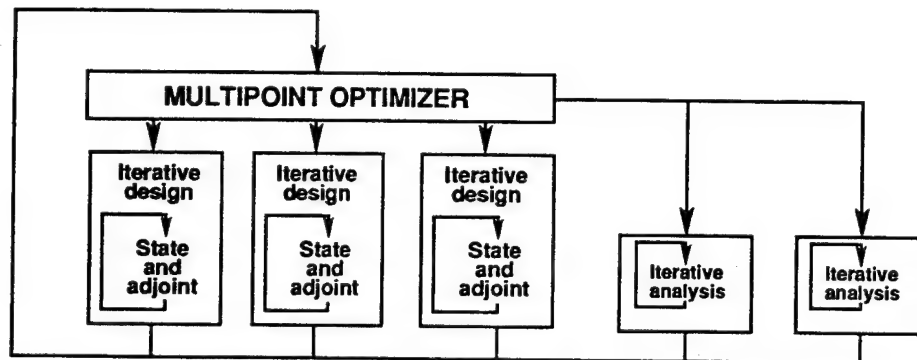 MULTIPOINT OPTIMIZER
Iterative
design
State
and
adjoint
Iterative
design
State
and
adjoint
Iterative
design
State
and
adjoint
Iterative
analysis
Iterative
analysis